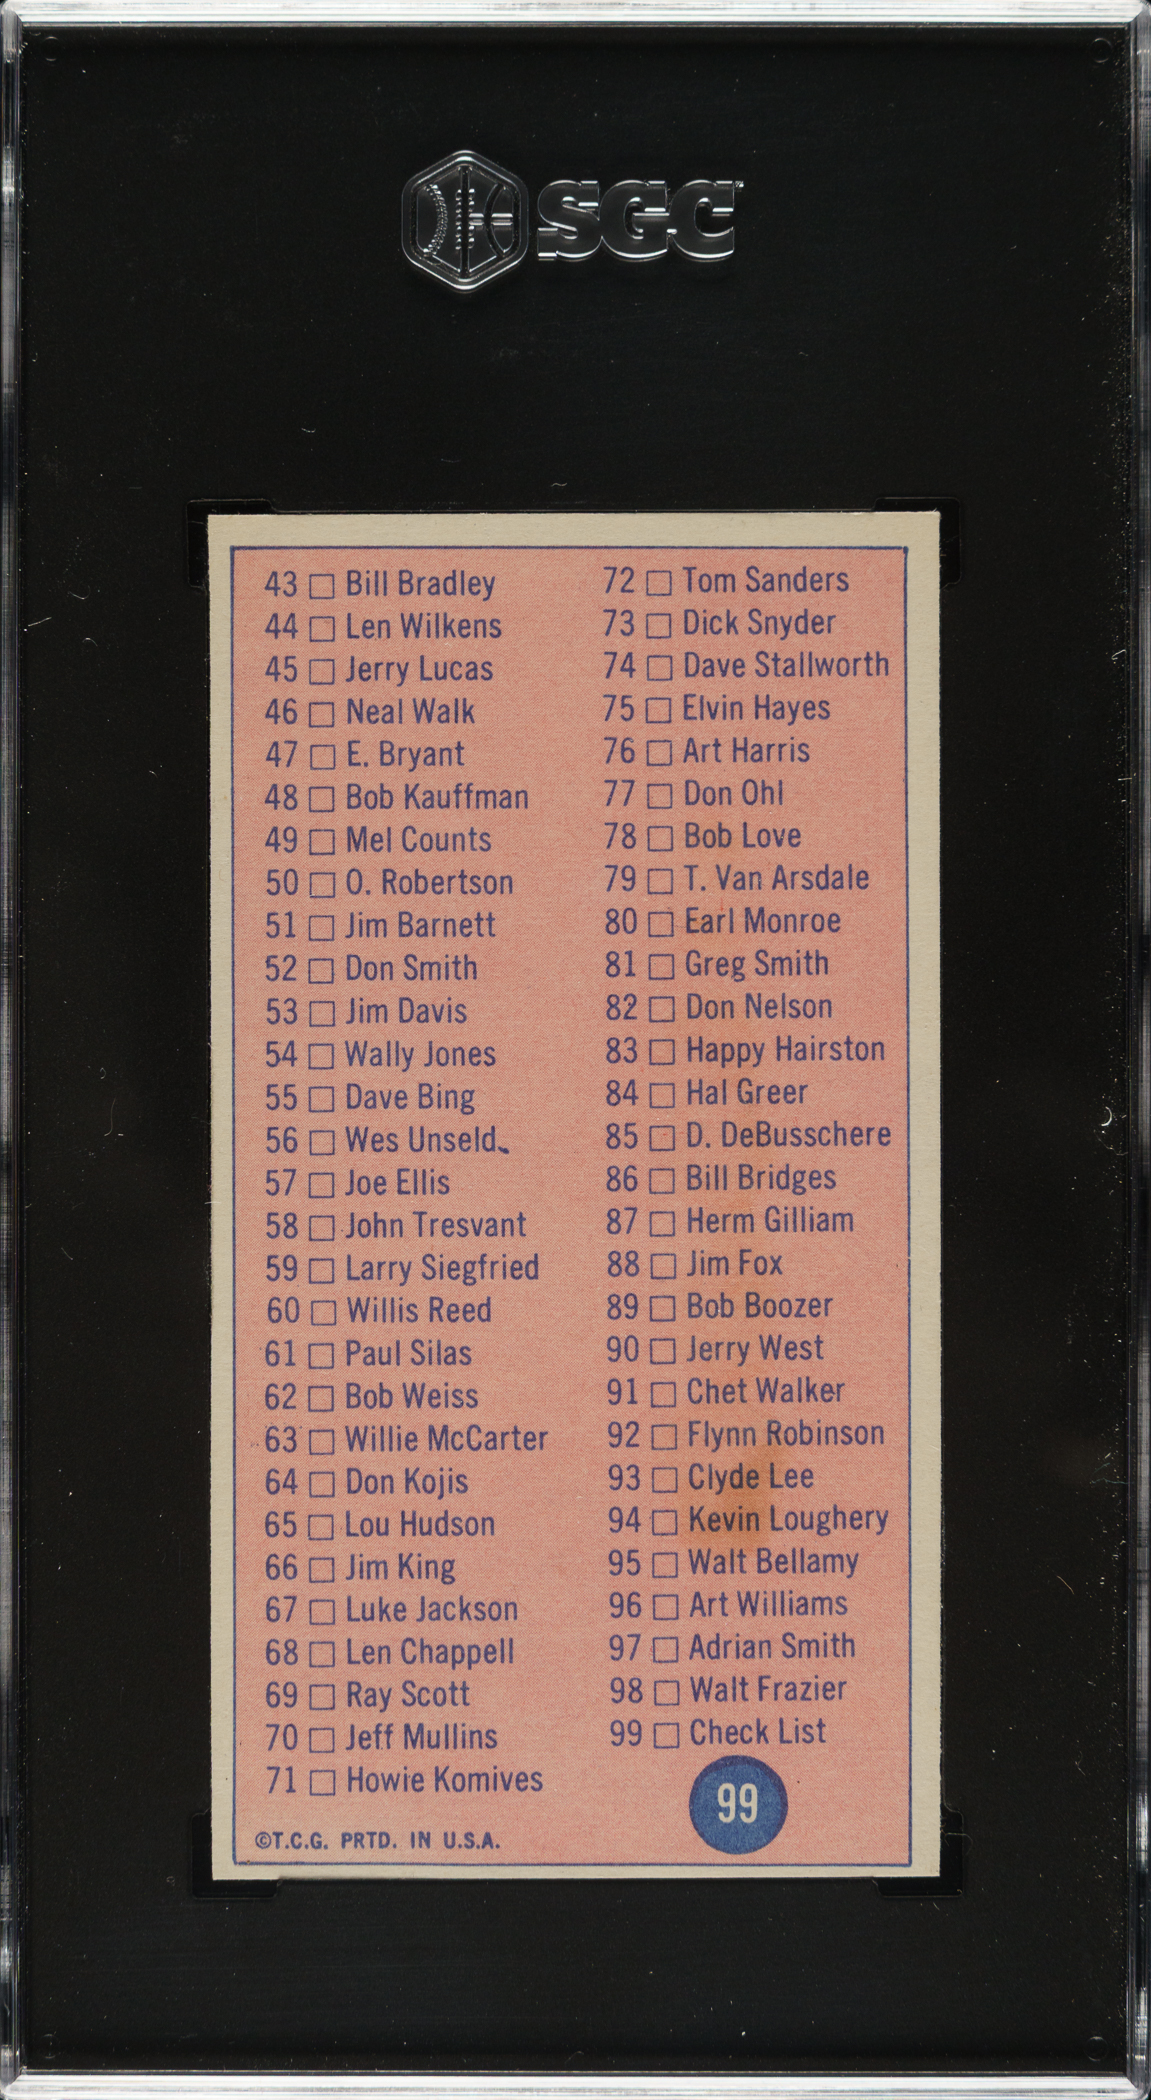 SGC
43 □ Bill Bradley
44 □ Len Wilkens
45 □ Jerry Lucas
46 □ Neal Walk
47 □ E. Bryant
48 □ Bob Kauffman
49 □ Mel Counts
50 □ O. Robertson
51 □ Jim Barnett
52 □ Don Smith
53 □ Jim Davis
54 □ Wally Jones
55 □ Dave Bing
56 □ Wes Unseld
57 □ Joe Ellis
58 □ John Tresvant
59 □ Larry Siegfried
60 □ Willis Reed
61 □ Paul Silas
62 □ Bob Weiss
63 □ Willie McCarter
64 □ Don Kojis
65 □ Lou Hudson
66 □ Jim King
67 □ Luke Jackson
68 □ Len Chappell
69 □ Ray Scott
70 □ Jeff Mullins
71 □ Howie Komives
72 □ Tom Sanders
73 □ Dick Snyder
74 □ Dave Stallworth
75 □ Elvin Hayes
76 □ Art Harris
77 □ Don Ohl
78 □ Bob Love
79 □ T. Van Arsdale
80 □ Earl Monroe
81 □ Greg Smith
82 □ Don Nelson
83 □ Happy Hairston
84 □ Hal Greer
85 □ D. DeBusschere
86 □ Bill Bridges
87 □ Herm Gilliam
88 □ Jim Fox
89 □ Bob Boozer
90 □ Jerry West
91 □ Chet Walker
92 □ Flynn Robinson
93 □ Clyde Lee
94 □ Kevin Loughery
95 □ Walt Bellamy
96 □ Art Williams
97 □ Adrian Smith
98 □ Walt Frazier
99 □ Check List
99
©T.C.G. PRTD. IN U.S.A.